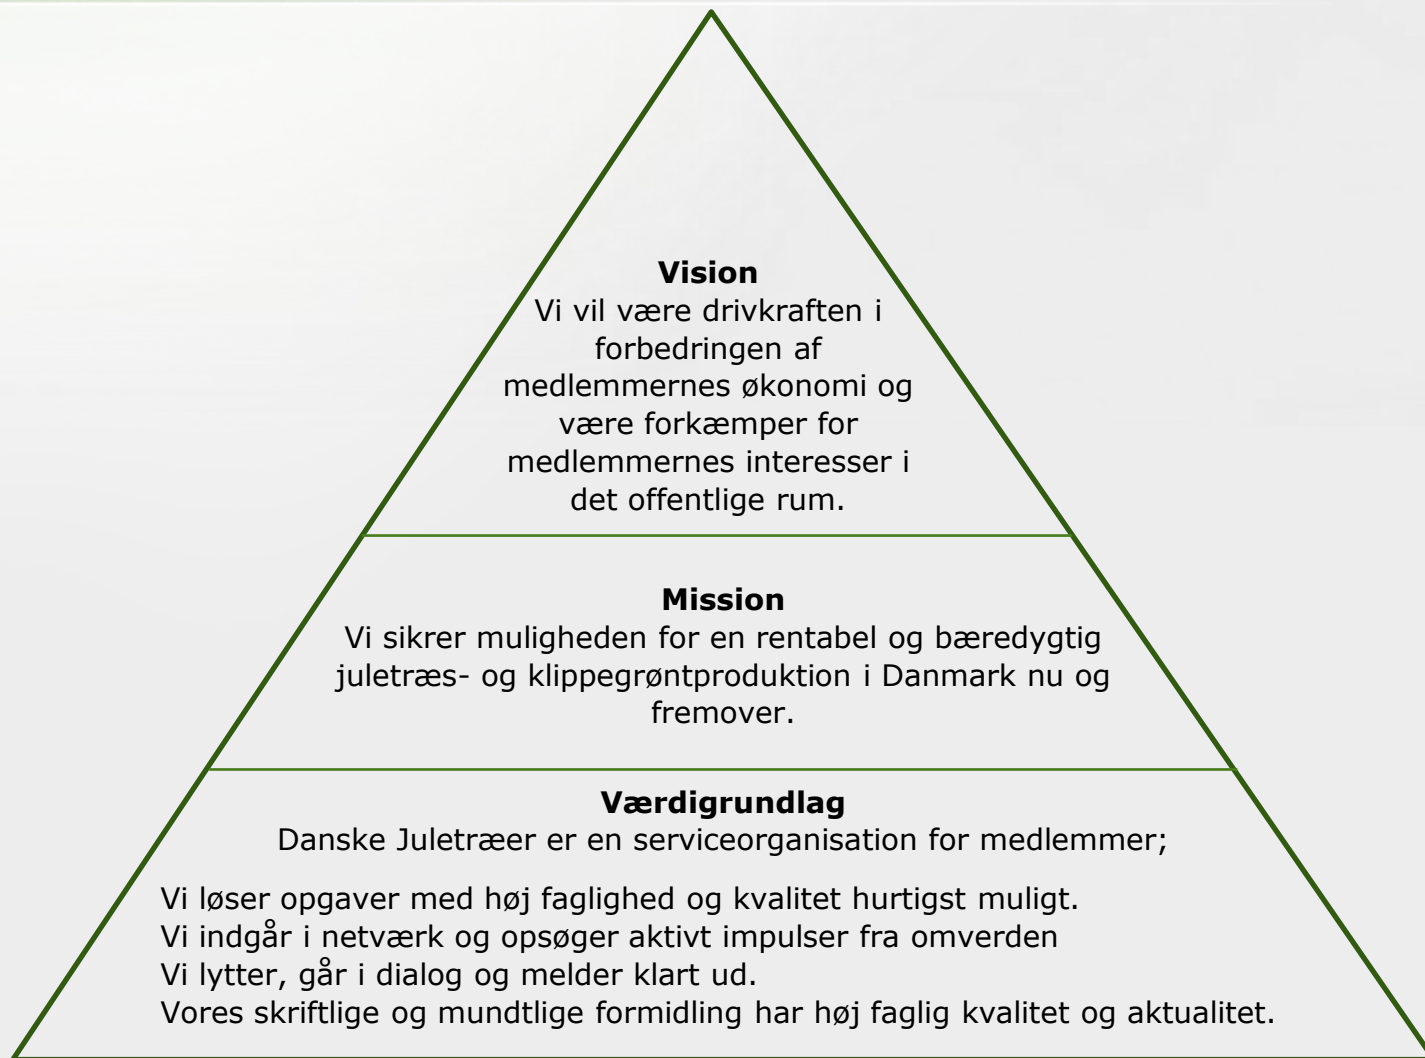 Vision
Vi vil være drivkraften i
forbedringen af
medlemmernes økonomi og
være forkæmper for
medlemmernes interesser i
det offentlige rum.
Mission
Vi sikrer muligheden for en rentabel og bæredygtig
juletræs- og klippegrøntproduktion i Danmark nu og
fremover.
Værdigrundlag
Danske Juletræer er en serviceorganisation for medlemmer;
Vi løser opgaver med høj faglighed og kvalitet hurtigst muligt.
Vi indgår i netværk og opsøger aktivt impulser fra omverden
Vi lytter, går i dialog og melder klart ud.
Vores skriftlige og mundtlige formidling har høj faglig kvalitet og aktualitet.